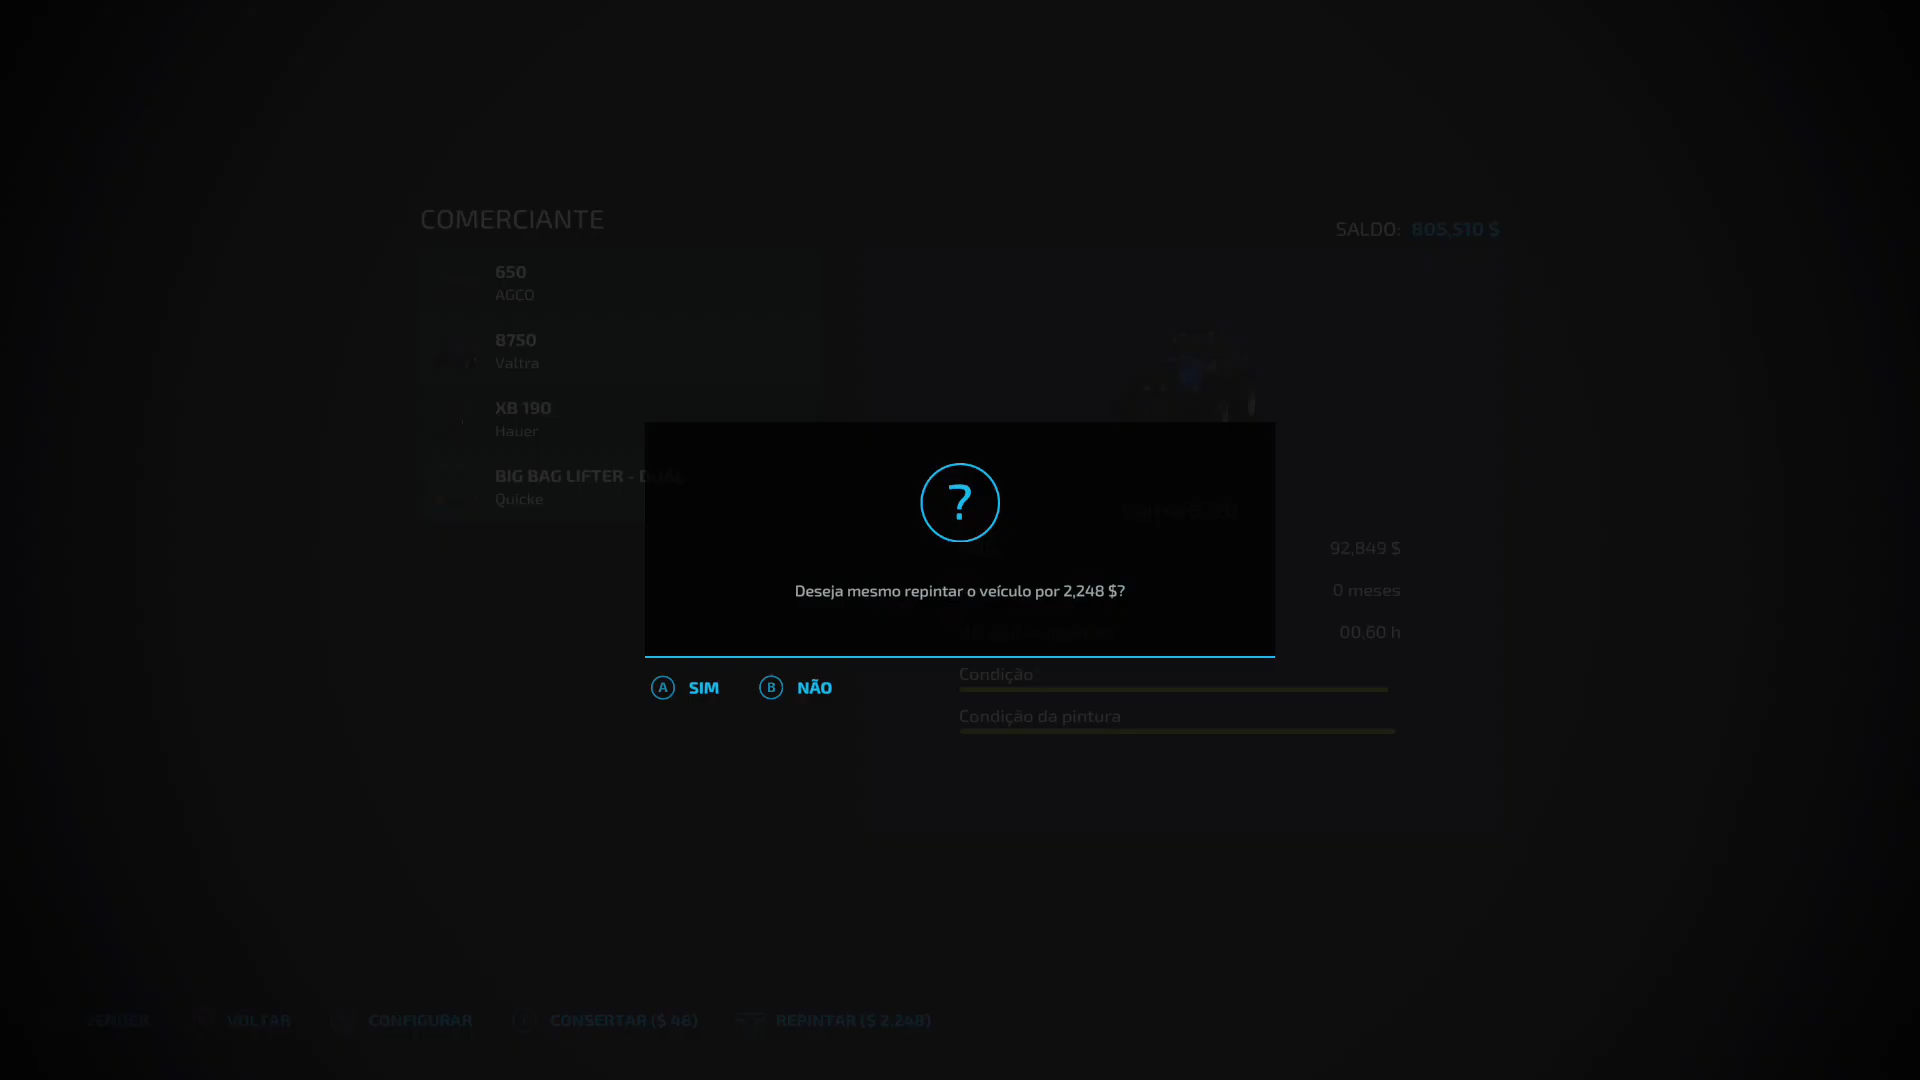 COMERCIANTE
SALDO: 805,510 $
650
AGCO
8750
Valtra
XB 190
Hauer
BIG BAG LIFTER -
Quicke
?
92,849 $
Deseja mesmo repintar o veículo por 2,248 $?
0 meses
00,60 h
Condição
A SIM B NÃO
Condição da pintura
VENDER VOLTAR CONFIGURAR CONSERTAR ($ 48) REPINTAR ($ 2,248)